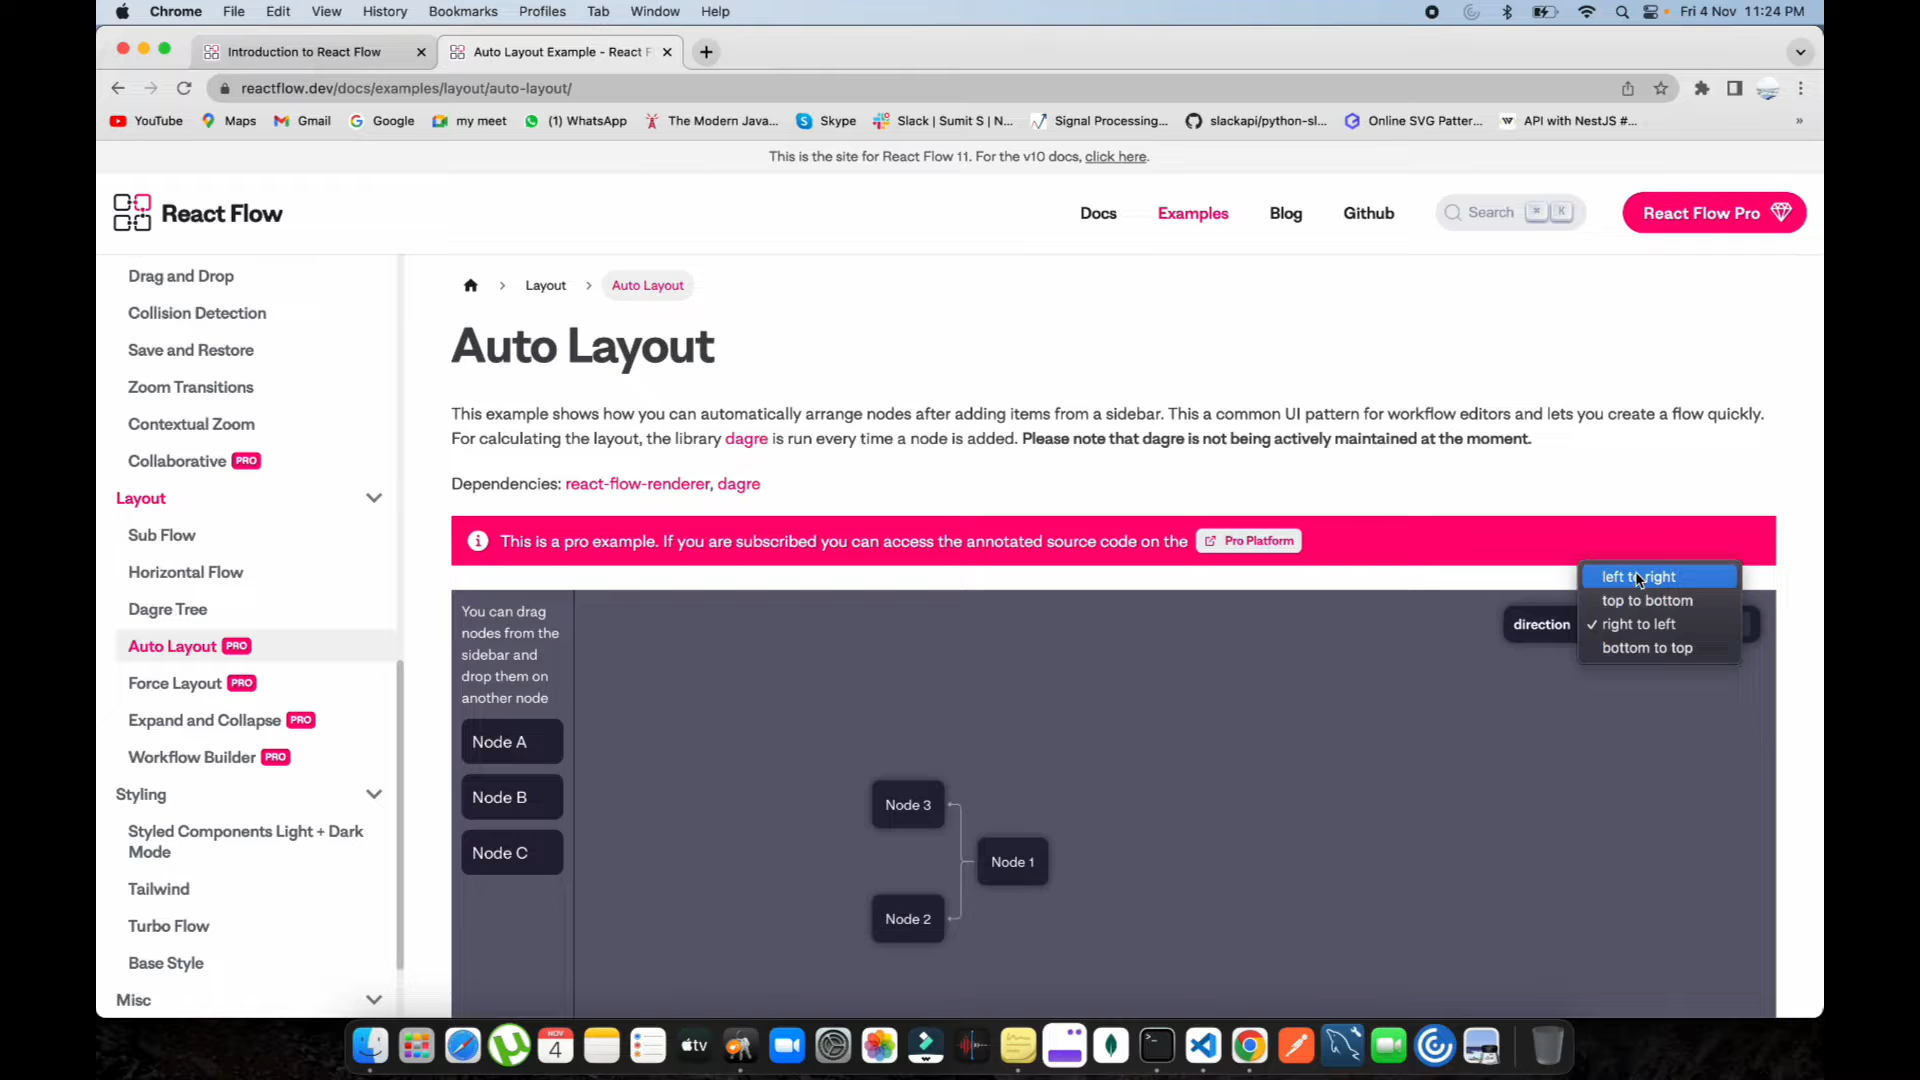 Chrome File Edit View History Bookmarks Profiles Tab Window Help Fri 4 Nov 11:24 PM
Introduction to React Flow
Auto Layout Example - React F
reactflow.dev/docs/examples/layout/auto-layout/
YouTube Maps Gmail Google my meet (1) WhatsApp The Modern Java... Skype Slack | Sumit S | N... Signal Processing... slackapi/python-sl... Online SVG Patter... API with NestJS #... »
This is the site for React Flow 11. For the v10 docs, click here.
React Flow
Docs Examples Blog Github Search ⌘ K React Flow Pro
Drag and Drop
Collision Detection
Save and Restore
Zoom Transitions
Contextual Zoom
Collaborative PRO
Layout
Sub Flow
Horizontal Flow
Dagre Tree
Auto Layout PRO
Force Layout PRO
Expand and Collapse PRO
Workflow Builder PRO
Styling
Styled Components Light + Dark
Mode
Tailwind
Turbo Flow
Base Style
Misc
Layout Auto Layout
Auto Layout
This example shows how you can automatically arrange nodes after adding items from a sidebar. This a common UI pattern for workflow editors and lets you create a flow quickly.
For calculating the layout, the library dagre is run every time a node is added. Please note that dagre is not being actively maintained at the moment.
Dependencies: react-flow-renderer, dagre
This is a pro example. If you are subscribed you can access the annotated source code on the Pro Platform
left to right
top to bottom
direction ✓ right to left
bottom to top
You can drag
nodes from the
sidebar and
drop them on
another node
Node A
Node B
Node C
Node 3
Node 1
Node 2
NOV
4
tv